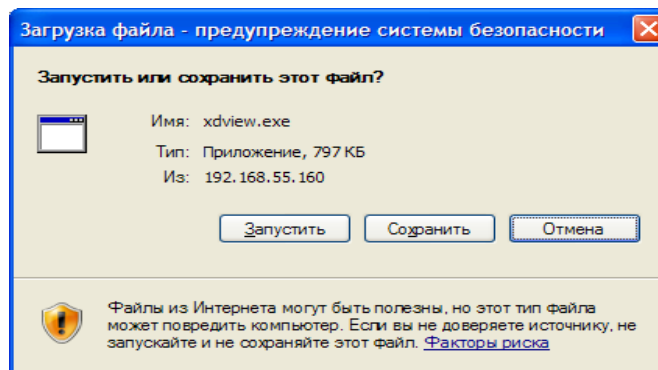 Загрузка файла - предупреждение системы безопасности
Запустить или сохранить этот файл?
Имя: xdview.exe
Тип: Приложение, 797 КБ
Из: 192.168.55.160
Запустить Сохранить Отмена
Файлы из Интернета могут быть полезны, но этот тип файла
может повредить компьютер. Если вы не доверяете источнику, не
запускайте и не сохраняйте этот файл. Факторы риска